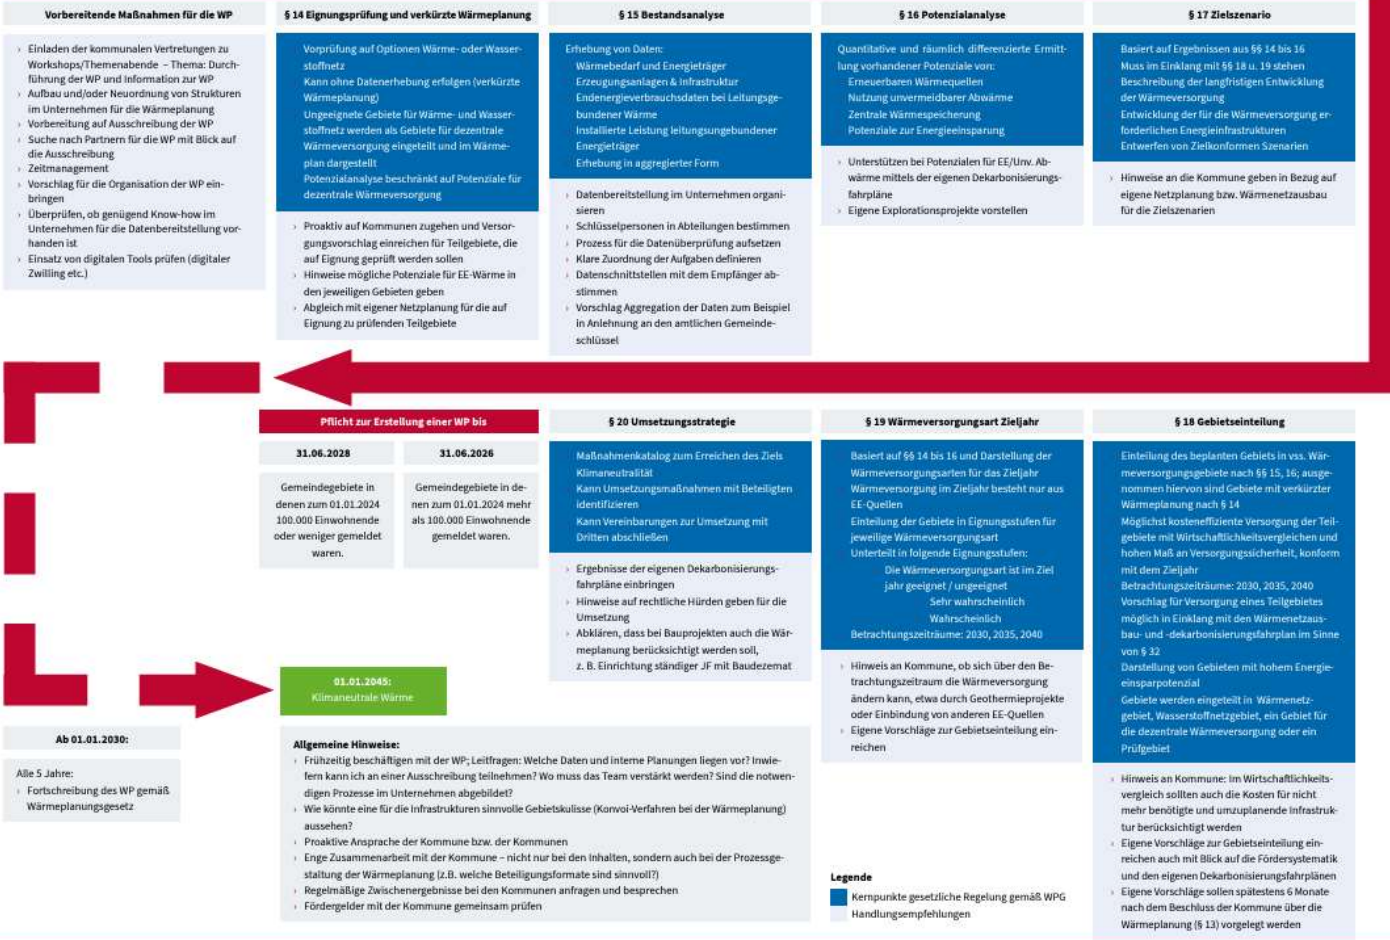 Vorbereitende Maßnahmen für die WP
› Einladen der kommunalen Vertretungen zu
Workshops/Themenabende – Thema: Durch-
führung der WP und Information zur WP
› Aufbau und/oder Neuordnung von Strukturen
im Unternehmen für die Wärmeplanung
› Vorbereitung auf Ausschreibung der WP
› Suche nach Partnern für die WP mit Blick auf
die Ausschreibung
› Zeitmanagement
› Vorschlag für die Organisation der WP ein-
bringen
› Überprüfen, ob genügend Know-how im
Unternehmen für die Datenbereitstellung vor-
handen ist
› Einsatz von digitalen Tools prüfen (digitaler
Zwilling etc.)
§ 14 Eignungsprüfung und verkürzte Wärmeplanung
Vorprüfung auf Optionen Wärme- oder Wasser-
stoffnetz
Kann ohne Datenerhebung erfolgen (verkürzte
Wärmeplanung)
Ungeeignete Gebiete für Wärme- und Wasser-
stoffnetz werden als Gebiete für dezentrale
Wärmeversorgung eingeteilt und im Wärme-
plan dargestellt
Potenzialanalyse beschränkt auf Potenziale für
dezentrale Wärmeversorgung
› Proaktiv auf Kommunen zugehen und Versor-
gungsvorschlag einreichen für Teilgebiete, die
auf Eignung geprüft werden sollen
› Hinweise mögliche Potenziale für EE-Wärme in
den jeweiligen Gebieten geben
› Abgleich mit eigener Netzplanung für die auf
Eignung zu prüfenden Teilgebiete
§ 15 Bestandsanalyse
Erhebung von Daten:
Wärmebedarf und Energieträger
Erzeugungsanlagen & Infrastruktur
Endenergieverbrauchsdaten bei Leitungsge-
bundener Wärme
Installierte Leistung leitungsungebundener
Energieträger
Erhebung in aggregierter Form
› Datenbereitstellung im Unternehmen organi-
sieren
› Schlüsselpersonen in Abteilungen bestimmen
› Prozess für die Datenüberprüfung aufsetzen
› Klare Zuordnung der Aufgaben definieren
› Datenschnittstellen mit dem Empfänger ab-
stimmen
› Vorschlag Aggregation der Daten zum Beispiel
in Anlehnung an den amtlichen Gemeinde-
schlüssel
§ 16 Potenzialanalyse
Quantitative und räumlich differenzierte Ermitt-
lung vorhandener Potenziale von:
Erneuerbaren Wärmequellen
Nutzung unvermeidbarer Abwärme
Zentrale Wärmespeicherung
Potenziale zur Energieeinsparung
› Unterstützen bei Potenzialen für EE/Unv. Ab-
wärme mittels der eigenen Dekarbonisierungs-
fahrpläne
› Eigene Explorationsprojekte vorstellen
§ 17 Zielszenario
Basiert auf Ergebnissen aus §§ 14 bis 16
Muss im Einklang mit §§ 18 u. 19 stehen
Beschreibung der langfristigen Entwicklung
der Wärmeversorgung
Entwicklung der für die Wärmeversorgung er-
forderlichen Energieinfrastrukturen
Entwerfen von Zielkonformen Szenarien
› Hinweise an die Kommune geben in Bezug auf
eigene Netzplanung bzw. Wärmenetzausbau
für die Zielszenarien
Pflicht zur Erstellung einer WP bis
31.06.2028
Gemeindegebiete in
denen zum 01.01.2024
100.000 Einwohnende
oder weniger gemeldet
waren.
31.06.2026
Gemeindegebiete in de-
nen zum 01.01.2024 mehr
als 100.000 Einwohnende
gemeldet waren.
§ 20 Umsetzungsstrategie
Maßnahmenkatalog zum Erreichen des Ziels
Klimaneutralität
Kann Umsetzungsmaßnahmen mit Beteiligten
identifizieren
Kann Vereinbarungen zur Umsetzung mit
Dritten abschließen
› Ergebnisse der eigenen Dekarbonisierungs-
fahrpläne einbringen
› Hinweise auf rechtliche Hürden geben für die
Umsetzung
› Abklären, dass bei Bauprojekten auch die Wär-
meplanung berücksichtigt werden soll,
z. B. Einrichtung ständiger JF mit Baudezernat
§ 19 Wärmeversorgungsart Zieljahr
Basiert auf §§ 14 bis 16 und Darstellung der
Wärmeversorgungsarten für das Zieljahr
Wärmeversorgung im Zieljahr besteht nur aus
EE-Quellen
Einteilung der Gebiete in Eignungsstufen für
jeweilige Wärmeversorgungsart
Unterteilt in folgende Eignungsstufen:
Die Wärmeversorgungsart ist im Ziel
jahr geeignet / ungeeignet
Sehr wahrscheinlich
Wahrscheinlich
Betrachtungszeiträume: 2030, 2035, 2040
› Hinweis an Kommune, ob sich über den Be-
trachtungszeitraum die Wärmeversorgung
ändern kann, etwa durch Geothermieprojekte
oder Einbindung von anderen EE-Quellen
› Eigene Vorschläge zur Gebietseinteilung ein-
reichen
§ 18 Gebietseinteilung
Einteilung des beplanten Gebiets in vss. Wär-
meversorgungsgebiete nach §§ 15, 16; ausge-
nommen hiervon sind Gebiete mit verkürzter
Wärmeplanung nach § 14
Möglichst kosteneffiziente Versorgung der Teil-
gebiete mit Wirtschaftlichkeitsvergleichen und
hohen Maß an Versorgungssicherheit, konform
mit dem Zieljahr
Betrachtungszeiträume: 2030, 2035, 2040
Vorschlag für Versorgung eines Teilgebietes
möglich in Einklang mit den Wärmenetzaus-
bau- und -dekarbonisierungsfahrplan im Sinne
von § 32
Darstellung von Gebieten mit hohem Energie-
einsparpotenzial
Gebiete werden eingeteilt in Wärmenetz-
gebiet, Wasserstoffnetzgebiet, ein Gebiet für
die dezentrale Wärmeversorgung oder ein
Prüfgebiet
› Hinweis an Kommune: Im Wirtschaftlichkeits-
vergleich sollten auch die Kosten für nicht
mehr benötigte und umzuplanende Infrastruk-
tur berücksichtigt werden
› Eigene Vorschläge zur Gebietseinteilung ein-
reichen auch mit Blick auf die Fördersystematik
und den eigenen Dekarbonisierungsfahrplänen
› Eigene Vorschläge sollen spätestens 6 Monate
nach dem Beschluss der Kommune über die
Wärmeplanung (§ 13) vorgelegt werden
01.01.2045:
Klimaneutrale Wärme
Ab 01.01.2030:
Alle 5 Jahre:
› Fortschreibung des WP gemäß
Wärmeplanungsgesetz
Allgemeine Hinweise:
› Frühzeitig beschäftigen mit der WP; Leitfragen: Welche Daten und interne Planungen liegen vor? Inwie-
fern kann ich an einer Ausschreibung teilnehmen? Wo muss das Team verstärkt werden? Sind die notwen-
digen Prozesse im Unternehmen abgebildet?
› Wie könnte eine für die Infrastrukturen sinnvolle Gebietskulisse (Konvoi-Verfahren bei der Wärmeplanung)
aussehen?
› Proaktive Ansprache der Kommune bzw. der Kommunen
› Enge Zusammenarbeit mit der Kommune – nicht nur bei den Inhalten, sondern auch bei der Prozessge-
staltung der Wärmeplanung (z.B. welche Beteiligungsformate sind sinnvoll?)
› Regelmäßige Zwischenergebnisse bei den Kommunen anfragen und besprechen
› Fördergelder mit der Kommune gemeinsam prüfen
Legende
Kernpunkte gesetzliche Regelung gemäß WPG
Handlungsempfehlungen